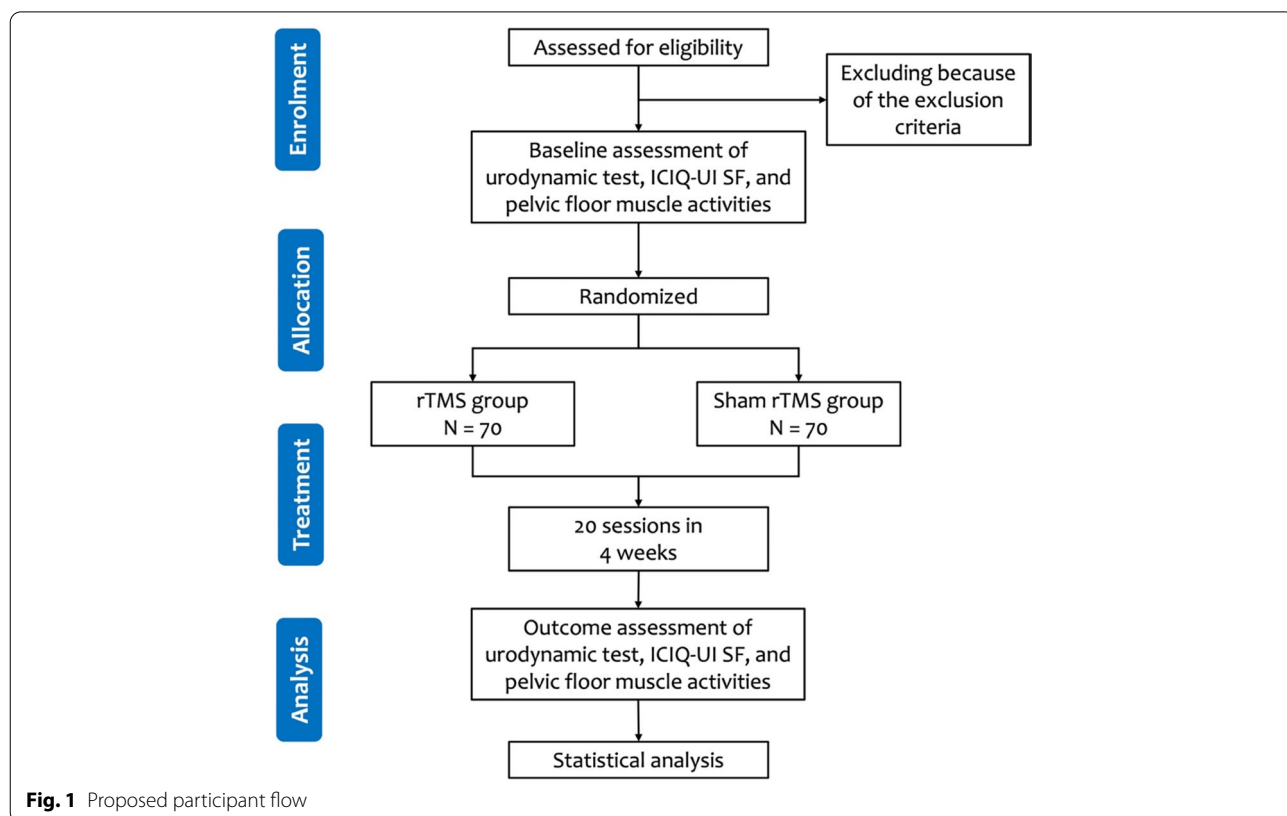 Enrolment
Assessed for eligibility
Excluding because
of the exclusion
criteria
Baseline assessment of
urodynamic test, ICIQ-UI SF, and
pelvic floor muscle activities
Allocation
Randomized
rTMS group
N = 70
Sham rTMS group
N = 70
Treatment
20 sessions in
4 weeks
Analysis
Outcome assessment of
urodynamic test, ICIQ-UI SF, and
pelvic floor muscle activities
Statistical analysis
Fig. 1 Proposed participant flow